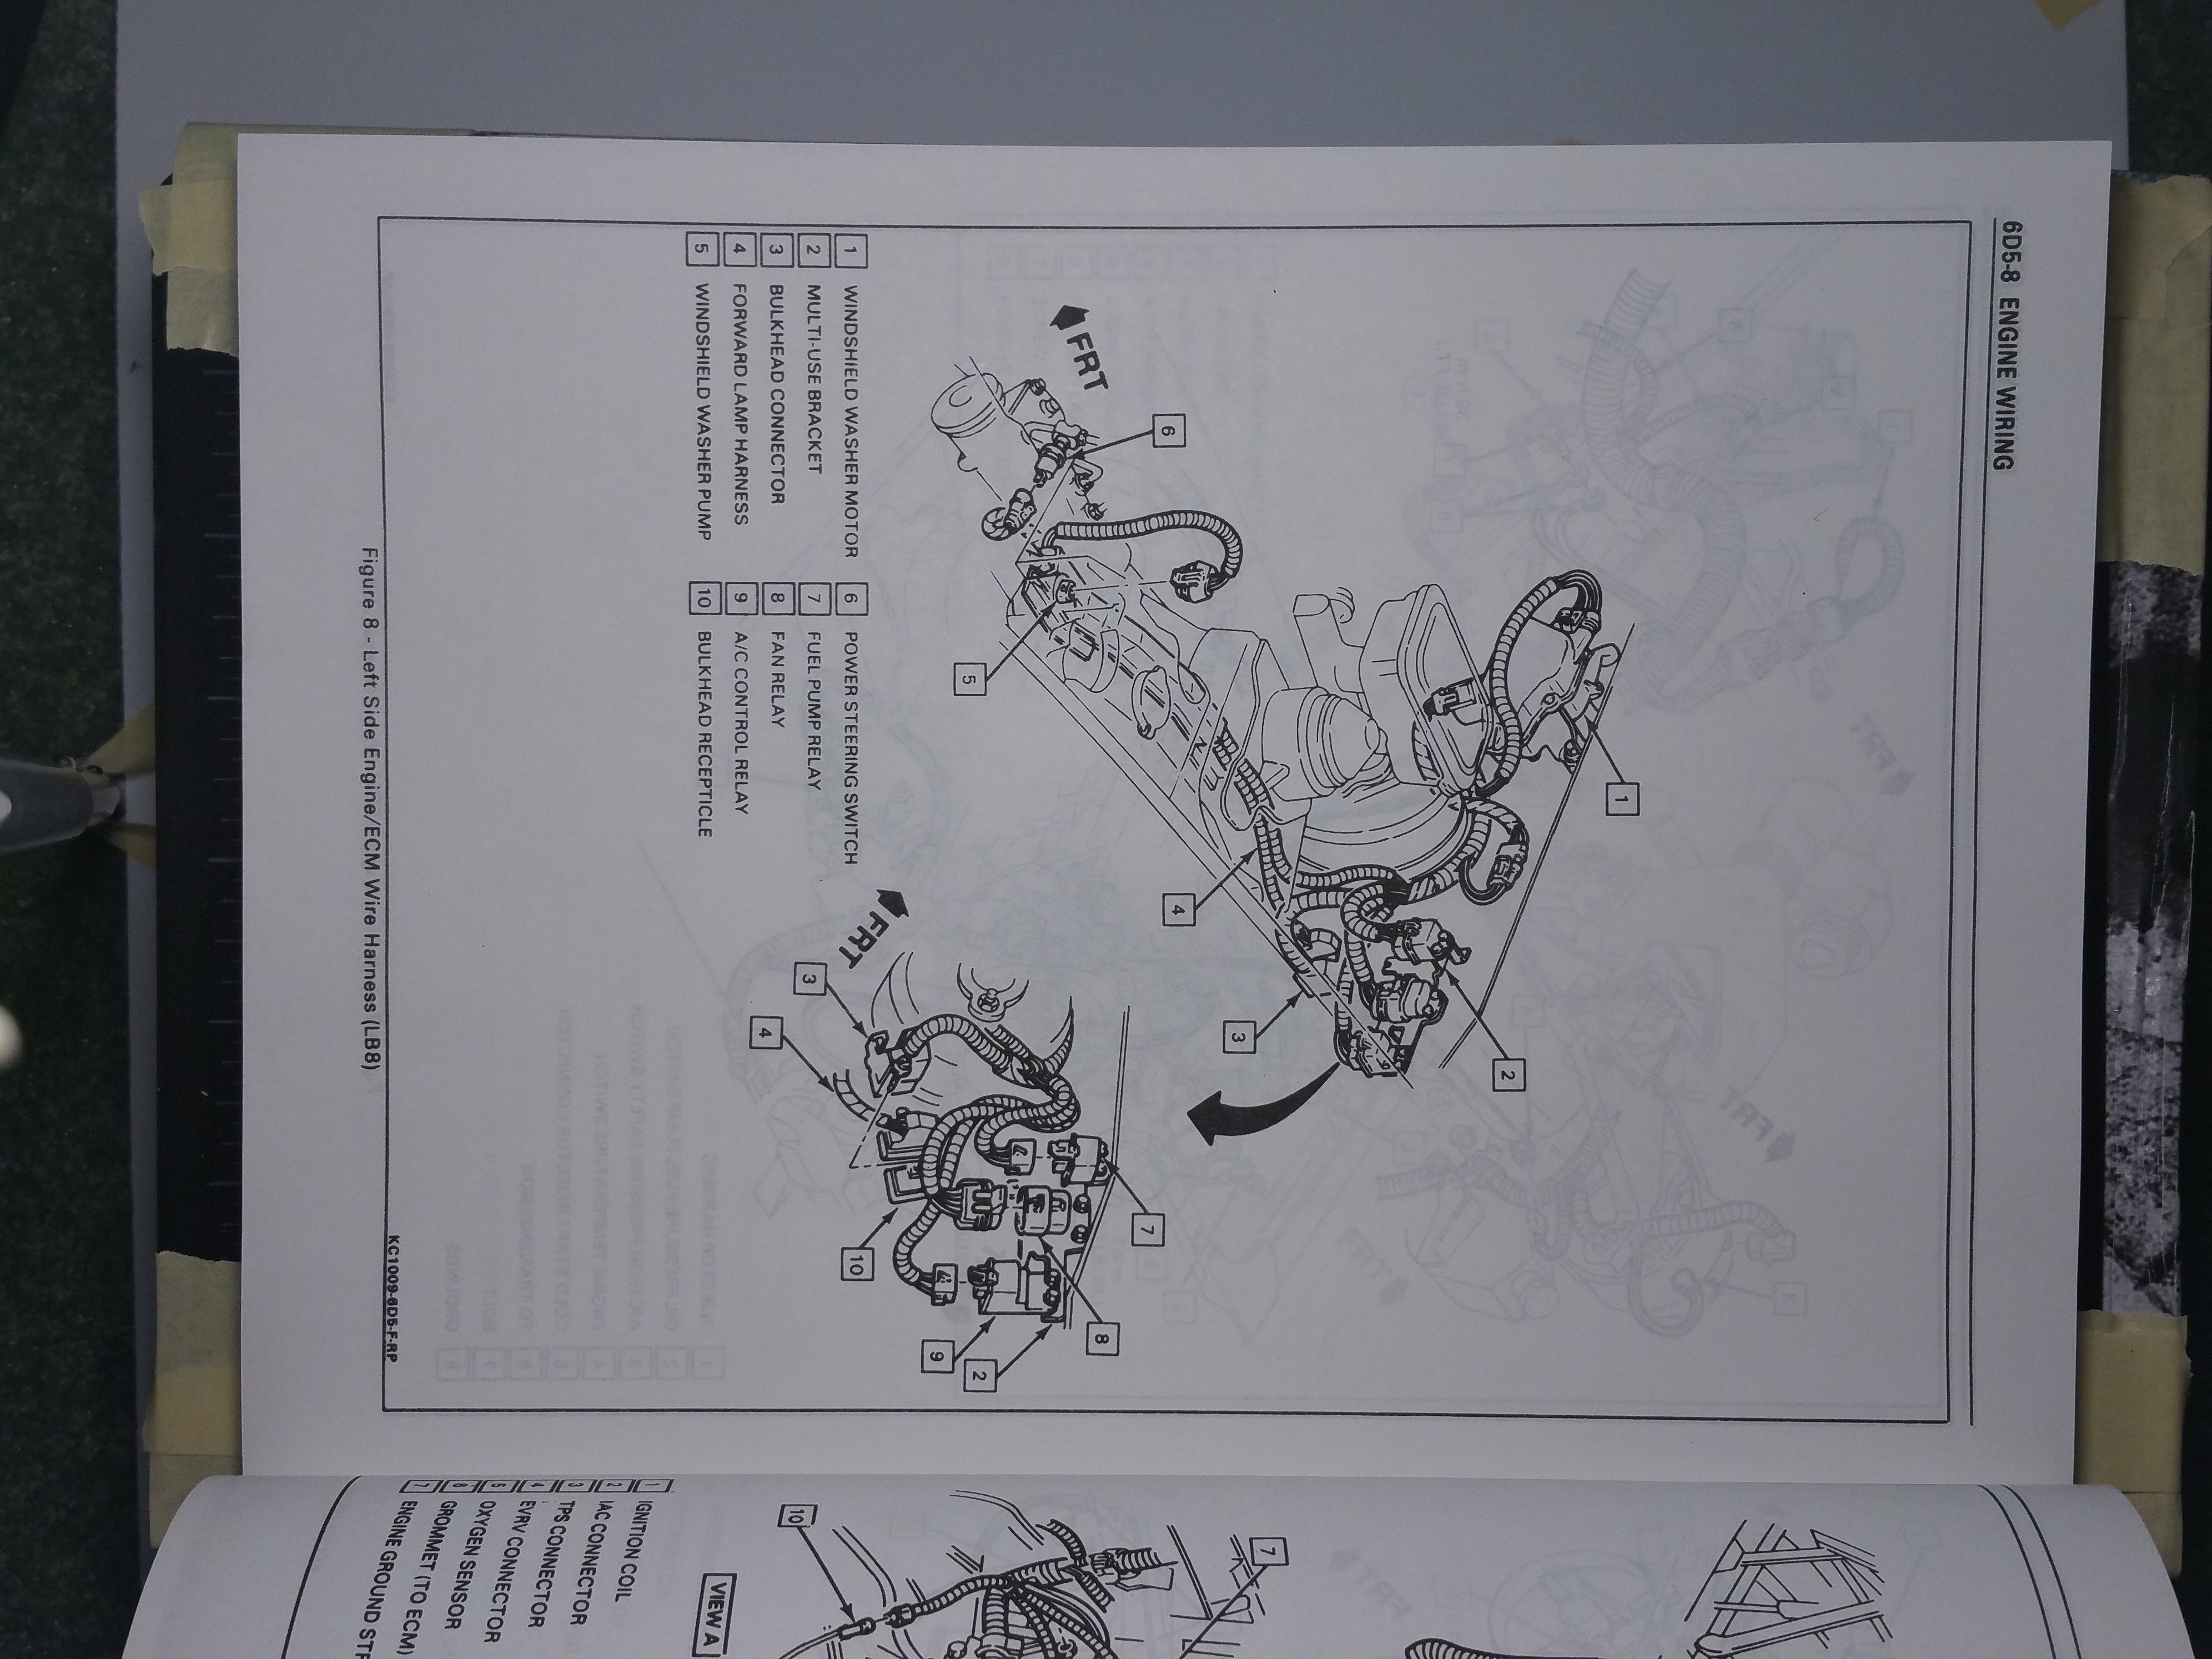 6D5-8 ENGINE WIRING
FRT
6
1
5
4
2
3
FRT
3
4
7
10
8
9
2
1 WINDSHIELD WASHER MOTOR
2 MULTI-USE BRACKET
3 BULKHEAD CONNECTOR
4 FORWARD LAMP HARNESS
5 WINDSHIELD WASHER PUMP
6 POWER STEERING SWITCH
7 FUEL PUMP RELAY
8 FAN RELAY
9 A/C CONTROL RELAY
10 BULKHEAD RECEPTICLE
KC1009-6D5-F-RP
Figure 8 - Left Side Engine/ECM Wire Harness (LB8)
7
10
VIEW A
1 IGNITION COIL
2 IAC CONNECTOR
3 TPS CONNECTOR
4 EVRV CONNECTOR
5 OXYGEN SENSOR
6 GROMMET (TO ECM)
7 ENGINE GROUND